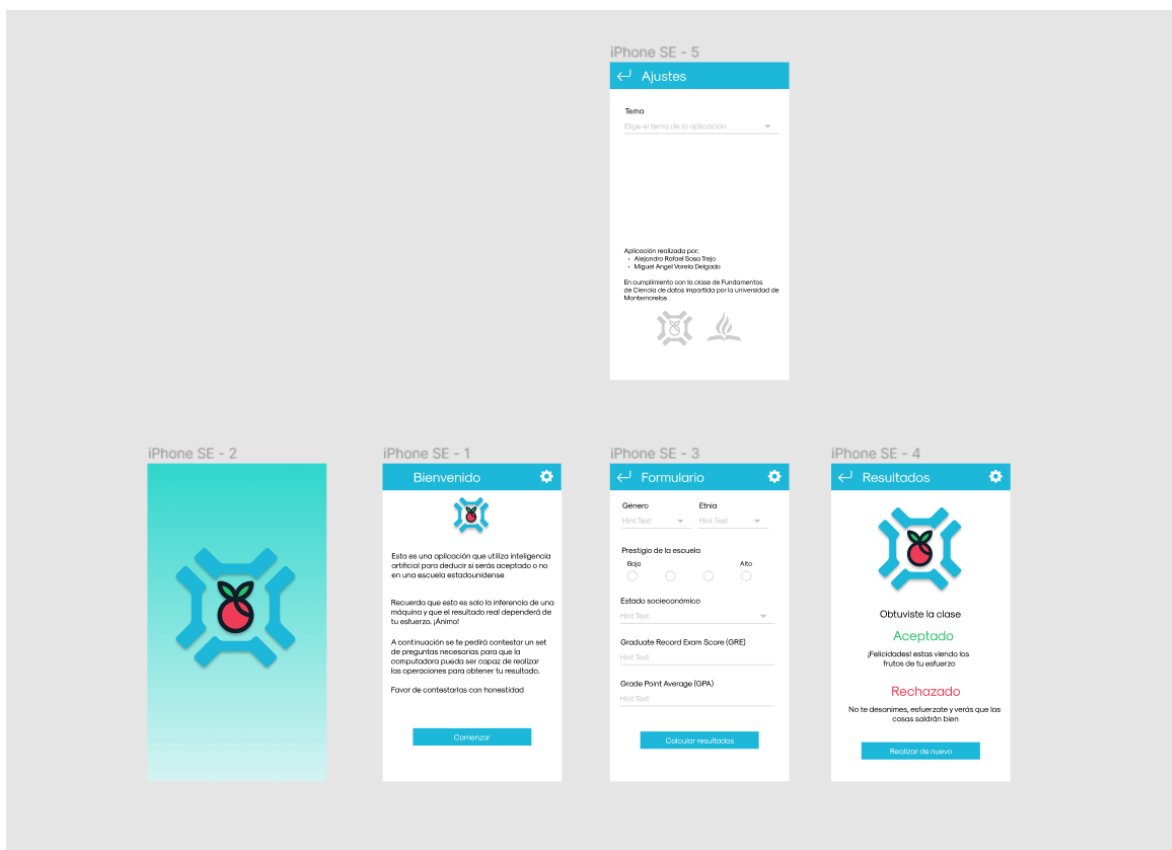 iPhone SE - 5
Ajustes
Tema
Elige el tema de la aplicación
Aplicación realizada por:
- Alejandro Rafael Sosa Trejo
- Miguel Angel Varela Delgado
En cumplimiento con la clase de Fundamentos
de Ciencia de datos impartida por la universidad de
Montemorelos
iPhone SE - 2
iPhone SE - 1
Bienvenido
Esta es una aplicación que utiliza inteligencia
artificial para deducir si serás aceptado o no
en una escuela estadounidense
Recuerda que esto es solo la inferencia de una
máquina y que el resultado real dependerá de
tu esfuerzo. ¡Ánimo!
A continuación se te pedirá contestar un set
de preguntas necesarias para que la
computadora pueda ser capaz de realizar
las operaciones para obtener tu resultado.
Favor de contestarlas con honestidad
Comenzar
iPhone SE - 3
Formulario
Género Etnia
Hint Text Hint Text
Prestigio de la escuela
Bajo Alto
Estado socieconómico
Hint Text
Graduate Record Exam Score (GRE)
Hint Text
Grade Point Average (GPA)
Hint Text
Calcular resultados
iPhone SE - 4
Resultados
Obtuviste la clase
Aceptado
¡Felicidades! estas viendo los
frutos de tu esfuerzo
Rechazado
No te desanimes, esfuerzate y verás que las
cosas saldrán bien
Realizar de nuevo